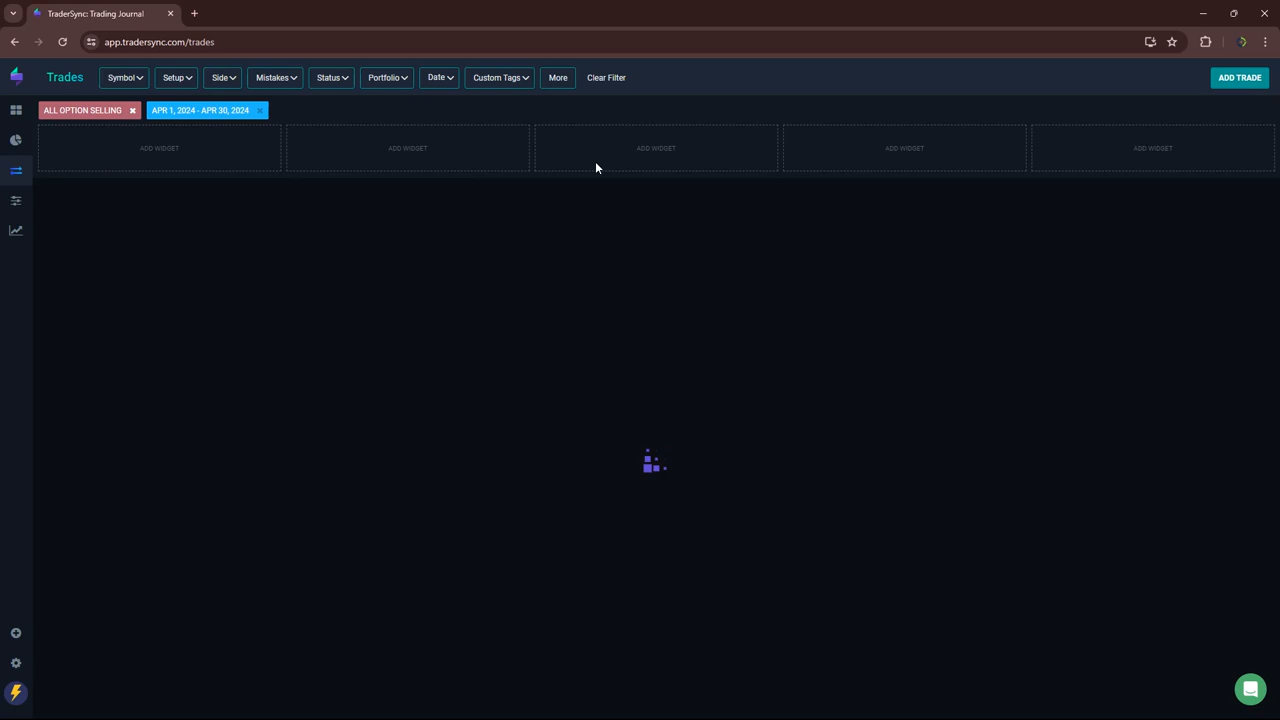 TraderSync: Trading Journal
app.tradersync.com/trades
Trades
Symbol
Setup
Side
Mistakes
Status
Portfolio
Date
Custom Tags
More
Clear Filter
ADD TRADE
ALL OPTION SELLING
APR 1, 2024 - APR 30, 2024
ADD WIDGET
ADD WIDGET
ADD WIDGET
ADD WIDGET
ADD WIDGET